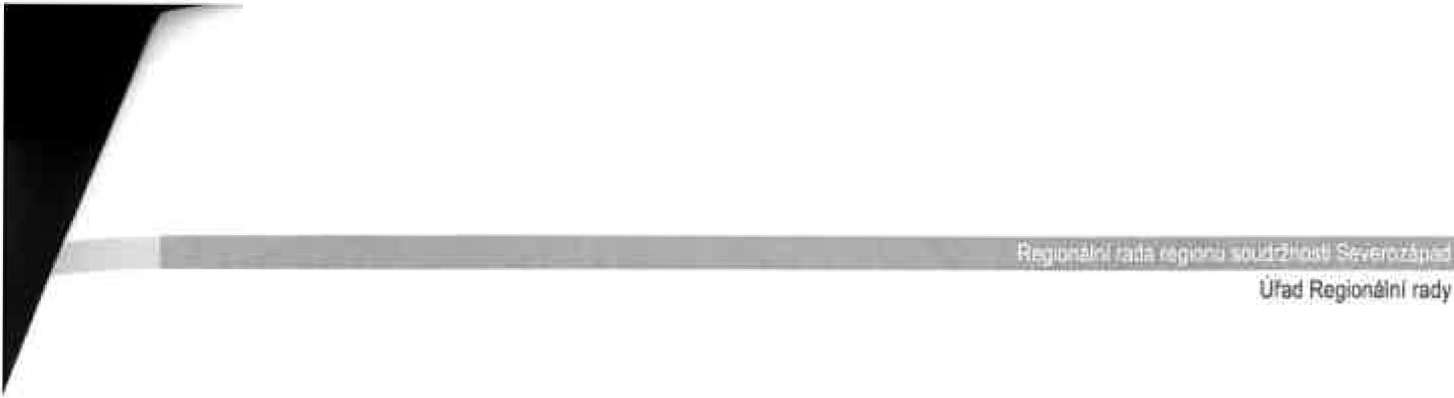 Regionální rada regionu soudržnosti Severozápad
Úřad Regionální rady